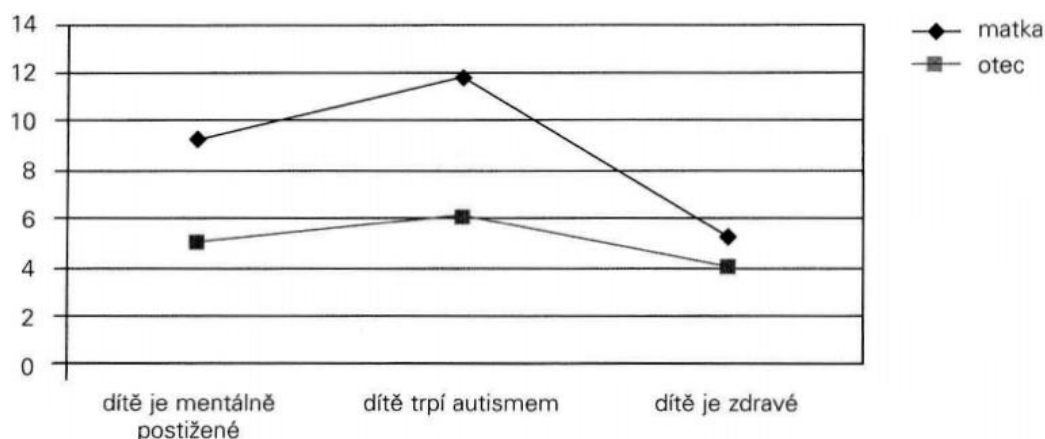 14
12
10
8
6
4
2
0
matka
otec
dítě je mentálně
postižené
dítě trpí autismem
dítě je zdravé